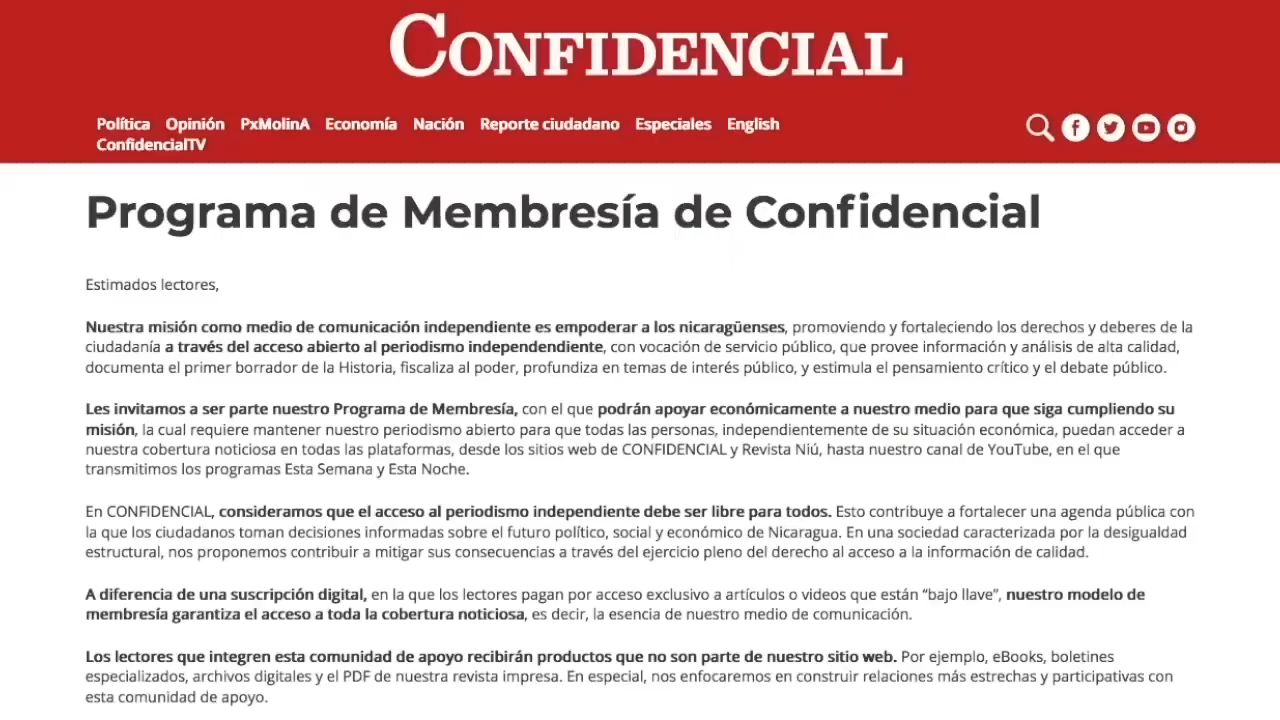 CONFIDENCIAL
Política Opinión PxMolinA Economía Nación Reporte ciudadano Especiales English
ConfidencialTV
Programa de Membresía de Confidencial
Estimados lectores,
Nuestra misión como medio de comunicación independiente es empoderar a los nicaragüenses, promoviendo y fortaleciendo los derechos y deberes de la
ciudadanía a través del acceso abierto al periodismo independendiente, con vocación de servicio público, que provee información y análisis de alta calidad,
documenta el primer borrador de la Historia, fiscaliza al poder, profundiza en temas de interés público, y estimula el pensamiento crítico y el debate público.
Les invitamos a ser parte nuestro Programa de Membresía, con el que podrán apoyar económicamente a nuestro medio para que siga cumpliendo su
misión, la cual requiere mantener nuestro periodismo abierto para que todas las personas, independientemente de su situación económica, puedan acceder a
nuestra cobertura noticiosa en todas las plataformas, desde los sitios web de CONFIDENCIAL y Revista Niú, hasta nuestro canal de YouTube, en el que
transmitimos los programas Esta Semana y Esta Noche.
En CONFIDENCIAL, consideramos que el acceso al periodismo independiente debe ser libre para todos. Esto contribuye a fortalecer una agenda pública con
la que los ciudadanos toman decisiones informadas sobre el futuro político, social y económico de Nicaragua. En una sociedad caracterizada por la desigualdad
estructural, nos proponemos contribuir a mitigar sus consecuencias a través del ejercicio pleno del derecho al acceso a la información de calidad.
A diferencia de una suscripción digital, en la que los lectores pagan por acceso exclusivo a artículos o videos que están “bajo llave”, nuestro modelo de
membresía garantiza el acceso a toda la cobertura noticiosa, es decir, la esencia de nuestro medio de comunicación.
Los lectores que integren esta comunidad de apoyo recibirán productos que no son parte de nuestro sitio web. Por ejemplo, eBooks, boletines
especializados, archivos digitales y el PDF de nuestra revista impresa. En especial, nos enfocaremos en construir relaciones más estrechas y participativas con
esta comunidad de apoyo.